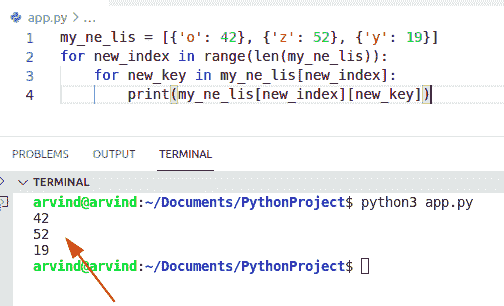 app.py > ...
1 my_ne_lis = [{'o': 42}, {'z': 52}, {'y': 19}]
2 for new_index in range(len(my_ne_lis)):
3     for new_key in my_ne_lis[new_index]:
4         print(my_ne_lis[new_index][new_key])
PROBLEMS OUTPUT TERMINAL
TERMINAL
arvind@arvind:~/Documents/PythonProject$ python3 app.py
42
52
19
arvind@arvind:~/Documents/PythonProject$